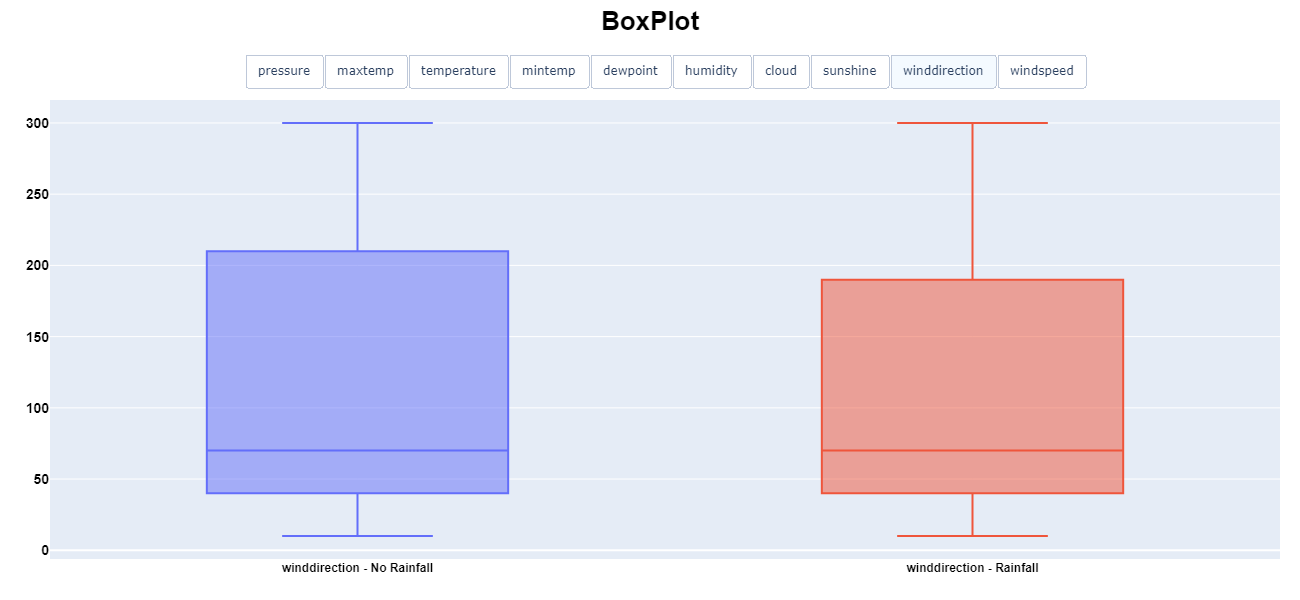 BoxPlot
pressure maxtemp temperature mintemp dewpoint humidity cloud sunshine winddirection windspeed
300
250
200
150
100
50
0
winddirection - No Rainfall winddirection - Rainfall